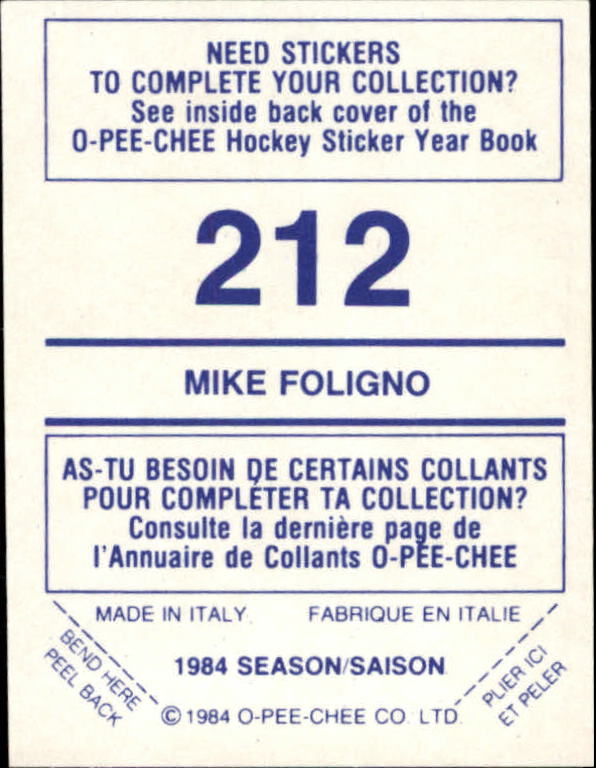 NEED STICKERS
TO COMPLETE YOUR COLLECTION?
See inside back cover of the
O-PEE-CHEE Hockey Sticker Year Book
212
MIKE FOLIGNO
AS-TU BESOIN DE CERTAINS COLLANTS
POUR COMPLÉTER TA COLLECTION?
Consulte la dernière page de
l'Annuaire de Collants O-PEE-CHEE
MADE IN ITALY. FABRIQUE EN ITALIE
BEND HERE
PEEL BACK
1984 SEASON/SAISON
PLIER ICI
ET PELER
© 1984 O-PEE-CHEE CO. LTD.